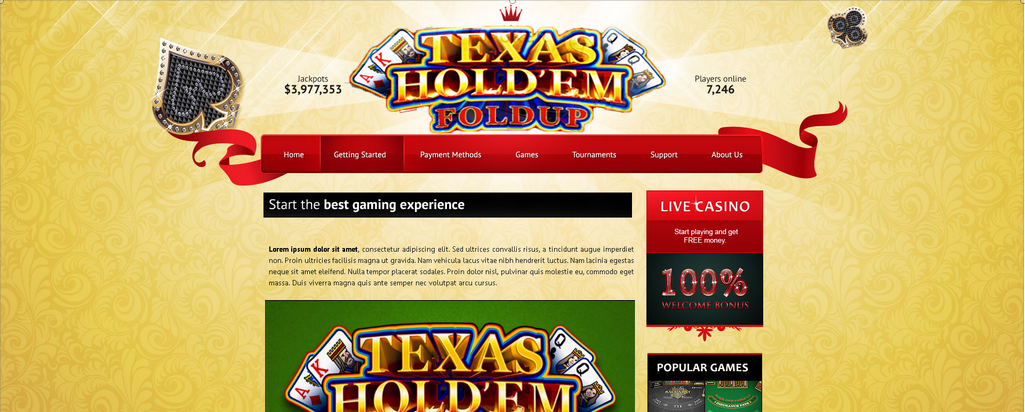 TEXAS
HOLD'EM
FOLDUP
A K
Q Q
Jackpots
$3,977,353
Players online
7,246
Home Getting Started Payment Methods Games Tournaments Support About Us
Start the best gaming experience
LIVE CASINO
Start playing and get
FREE money.
100%
WELCOME BONUS
Lorem ipsum dolor sit amet, consectetur adipiscing elit. Sed ultrices convallis risus, a tincidunt augue imperdiet
non. Proin ultricies facilisis magna ut gravida. Nam vehicula lacus vitae nibh hendrerit luctus. Nam lacinia egestas
neque sit amet eleifend. Nulla tempor placerat sodales. Proin dolor nisl, pulvinar quis molestie eu, commodo eget
massa. Duis viverra magna quis ante semper nec volutpat arcu cursus.
TEXAS
HOLD'EM
A K
Q Q
POPULAR GAMES